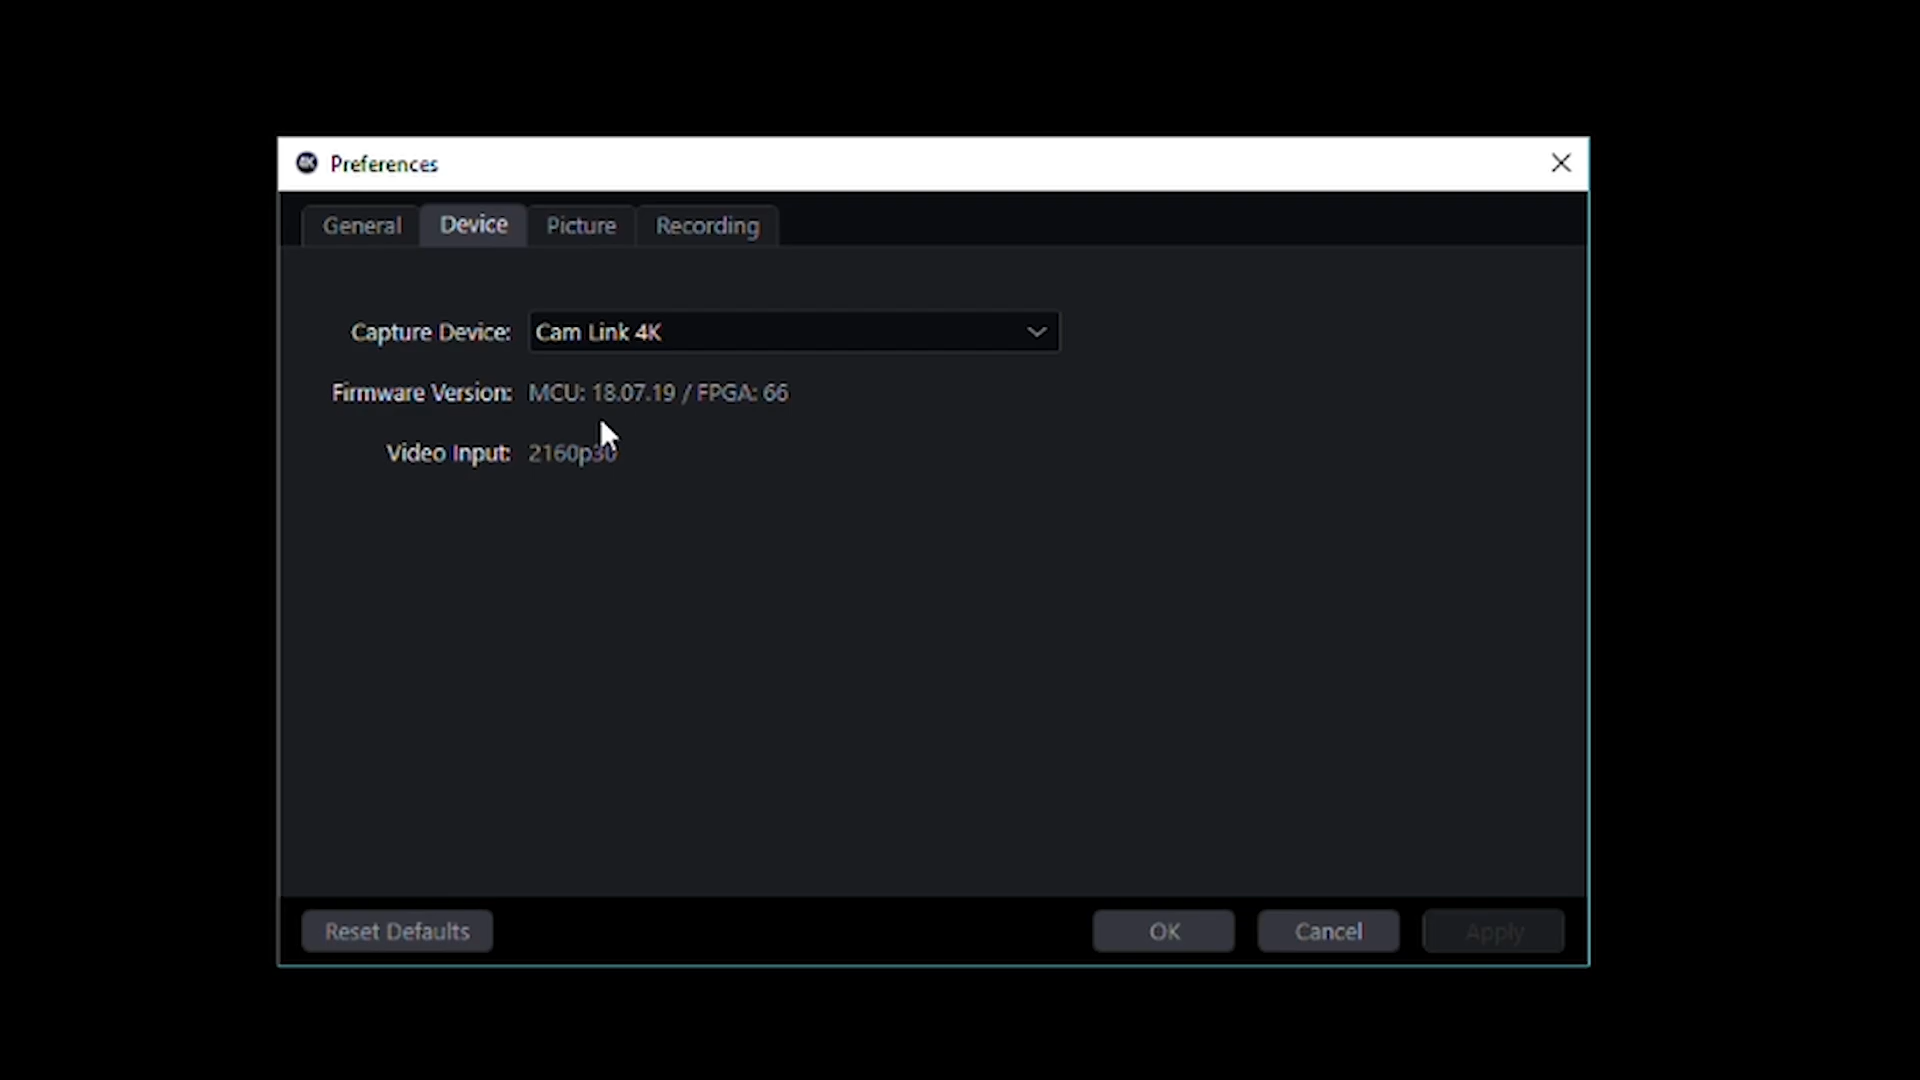 4K Preferences
General Device Picture Recording
Capture Device: Cam Link 4K
Firmware Version: MCU: 18.07.19 / FPGA: 66
Video Input: 2160p30
Reset Defaults OK Cancel Apply